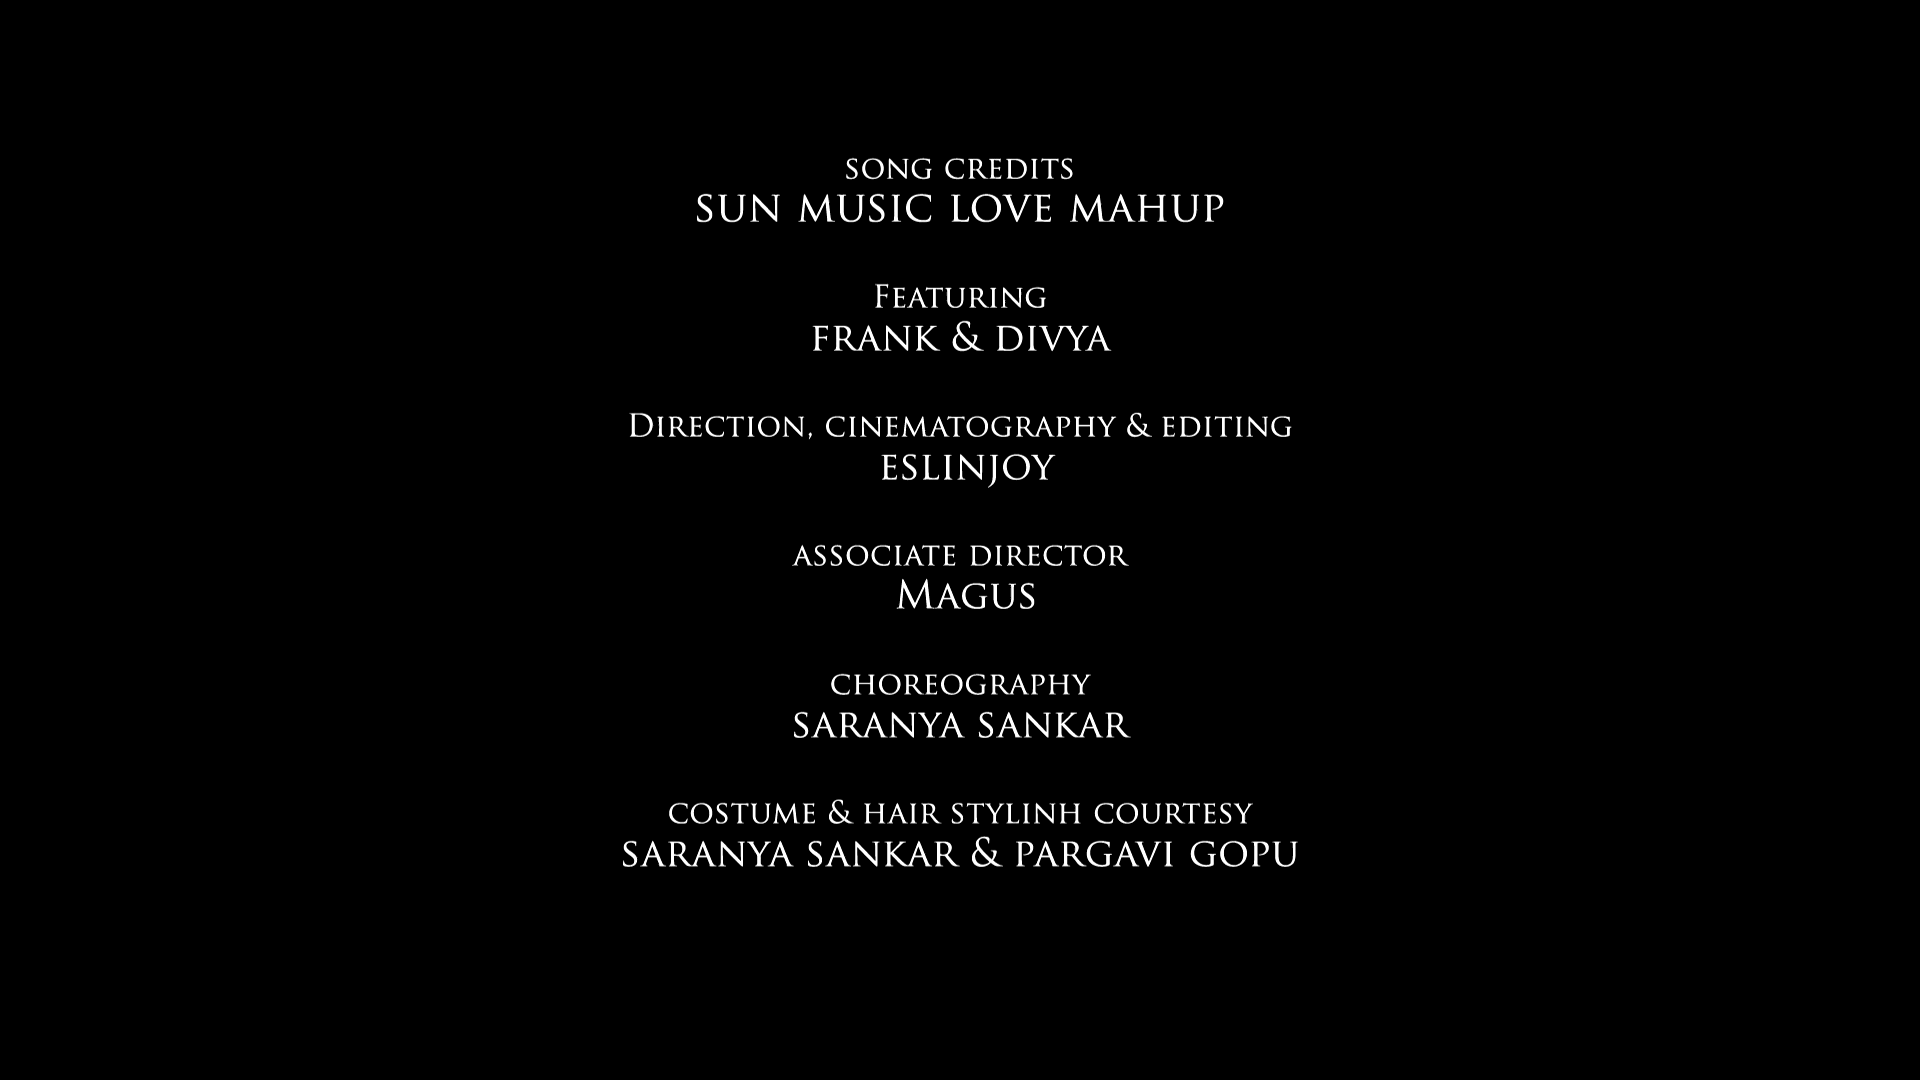 SONG CREDITS
SUN MUSIC LOVE MAHUP
FEATURING
FRANK & DIVYA
DIRECTION, CINEMATOGRAPHY & EDITING
ESLINJOY
ASSOCIATE DIRECTOR
MAGUS
CHOREOGRAPHY
SARANYA SANKAR
COSTUME & HAIR STYLINH COURTESY
SARANYA SANKAR & PARGAVI GOPU